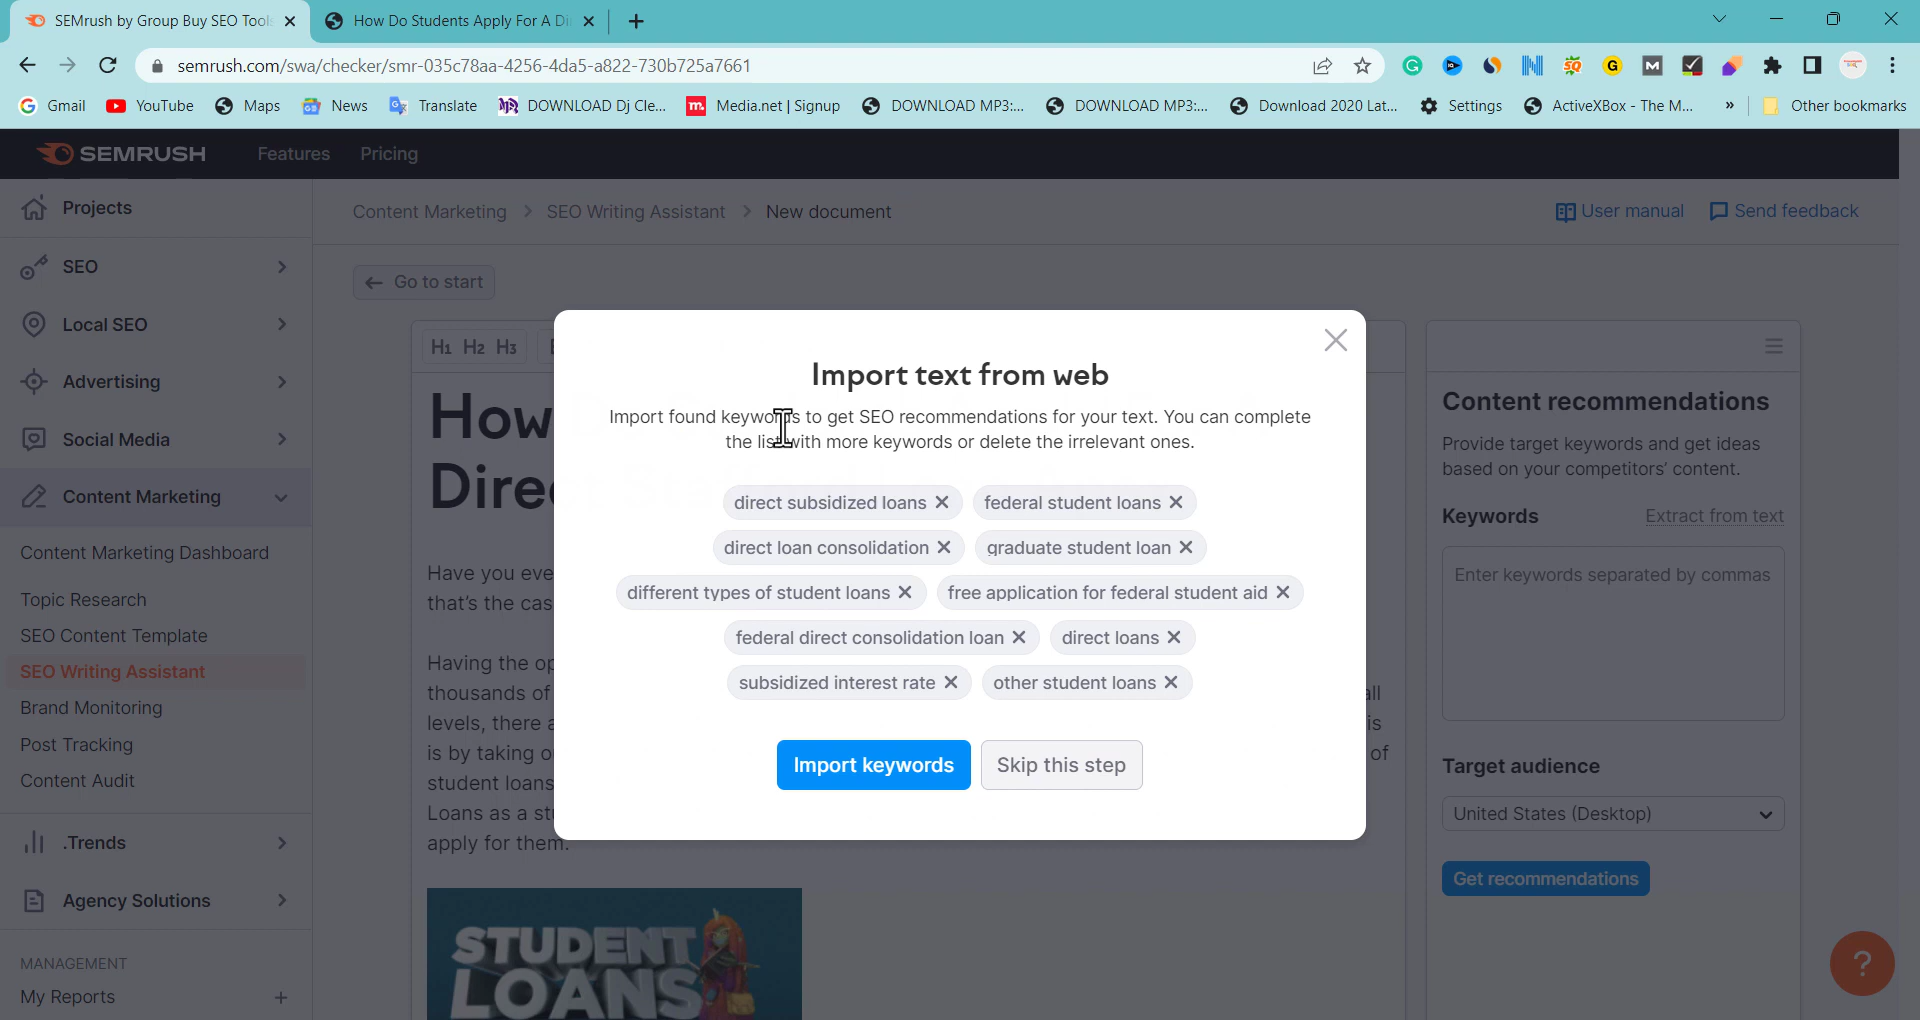 SEMrush by Group Buy SEO Tools
How Do Students Apply For A Di
semrush.com/swa/checker/smr-035c78aa-4256-4da5-a822-730b725a7661
Gmail
YouTube
Maps
News
Translate
DOWNLOAD Dj Cle...
Media.net | Signup
DOWNLOAD MP3:...
DOWNLOAD MP3:...
Download 2020 Lat...
Settings
ActiveXBox - The M...
»
Other bookmarks
SEMRUSH
Features
Pricing
Projects
SEO
Local SEO
Advertising
Social Media
Content Marketing
Content Marketing Dashboard
Topic Research
SEO Content Template
SEO Writing Assistant
Brand Monitoring
Post Tracking
Content Audit
.Trends
Agency Solutions
MANAGEMENT
My Reports +
Content Marketing > SEO Writing Assistant > New document
User manual
Send feedback
← Go to start
H1 H2 H3
How
Direc
Have you eve
that's the cas
Having the op
thousands of
all
levels, there a
is
is by taking o
of
student loans
Loans as a stu
apply for them.
STUDENT
LOANS
Import text from web
Import found keywords to get SEO recommendations for your text. You can complete
the list with more keywords or delete the irrelevant ones.
direct subsidized loans
federal student loans
direct loan consolidation
graduate student loan
different types of student loans
free application for federal student aid
federal direct consolidation loan
direct loans
subsidized interest rate
other student loans
Import keywords
Skip this step
Content recommendations
Provide target keywords and get ideas
based on your competitors' content.
Keywords
Extract from text
Enter keywords separated by commas
Target audience
United States (Desktop)
Get recommendations
?